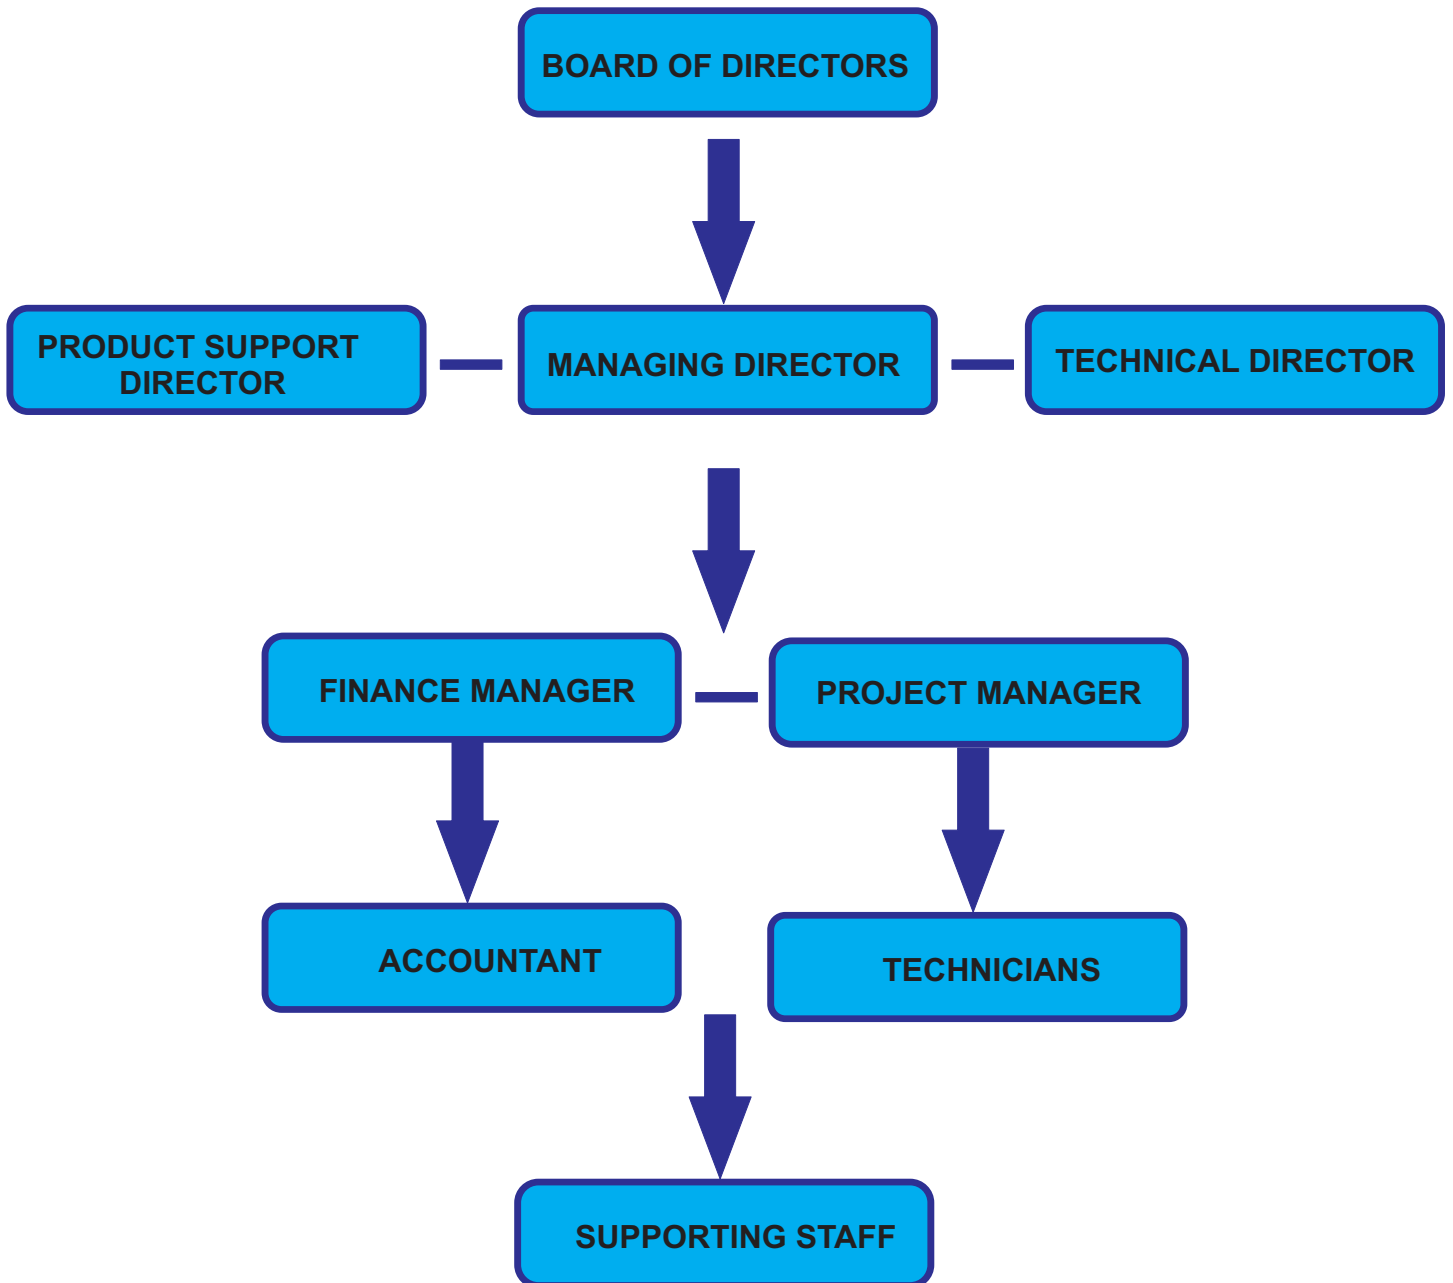 BOARD OF DIRECTORS
PRODUCT SUPPORT
DIRECTOR
MANAGING DIRECTOR
TECHNICAL DIRECTOR
FINANCE MANAGER
PROJECT MANAGER
ACCOUNTANT
TECHNICIANS
SUPPORTING STAFF